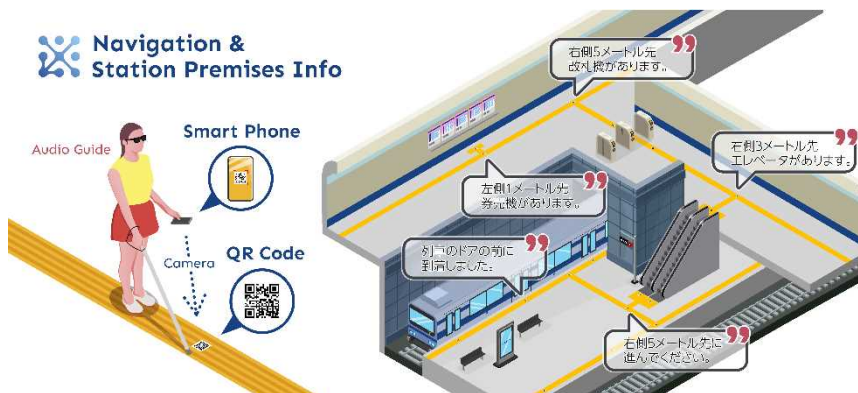 Navigation &
Station Premises Info
Audio Guide
Smart Phone
Camera
QR Code
右側5メートル先
改札機があります。
右側3メートル先
エレベータがあります。
左側1メートル先
券売機があります。
列車のドアの前に
到着しました。
右側5メートル先に
進んでください。